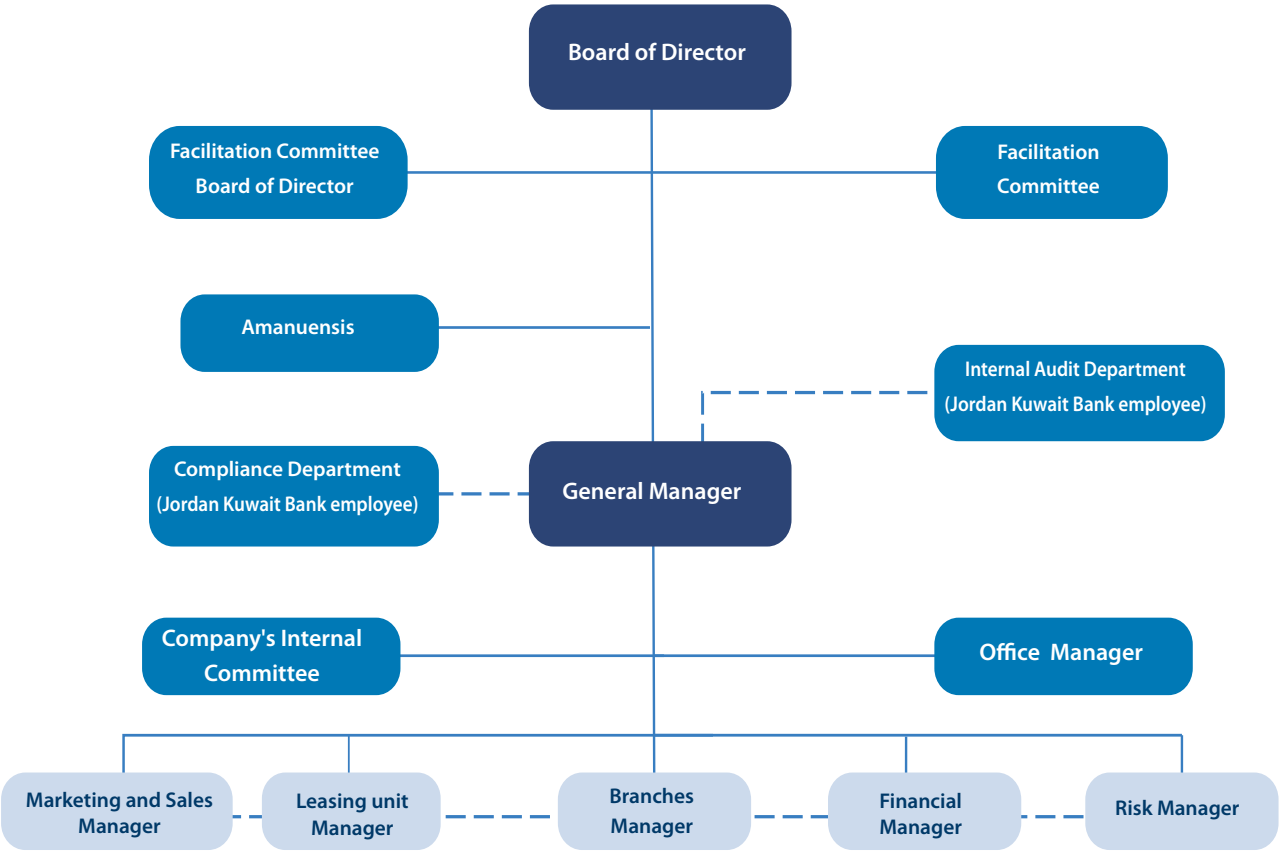 Board of Director
Facilitation Committee
Board of Director
Facilitation
Committee
Amanuensis
Internal Audit Department
(Jordan Kuwait Bank employee)
Compliance Department
(Jordan Kuwait Bank employee)
General Manager
Company's Internal
Committee
Office Manager
Marketing and Sales
Manager
Leasing unit
Manager
Branches
Manager
Financial
Manager
Risk Manager